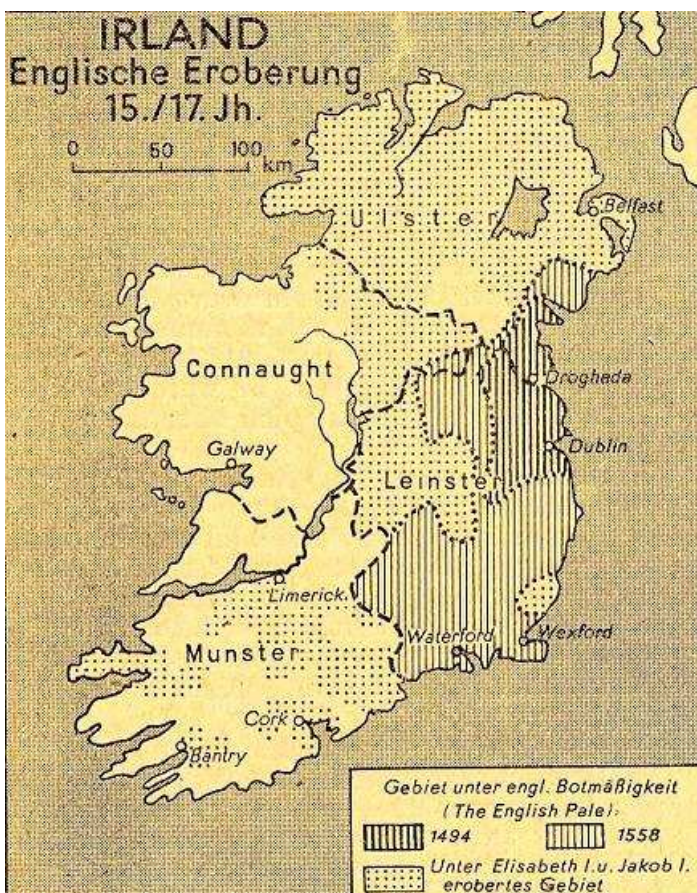 IRLAND
Englische Eroberung
15./17. Jh.
0 50 100 km
Ulster
Belfast
Connaught
Drogheda
Galway
Dublin
Leinster
Limerick.
Munster
Waterford
Wexford
Cork
Bantry
Gebiet unter engl. Botmäßigkeit
(The English Pale):
1494 1558
Unter Elisabeth I. u. Jakob I.
erobertes Gebiet